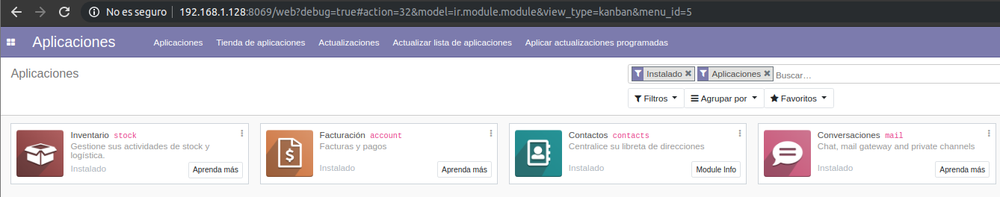 No es seguro 192.168.1.128:8069/web?debug=true#action=32&model=ir.module.module&view_type=kanban&menu_id=5
Aplicaciones Aplicaciones Tienda de aplicaciones Actualizaciones Actualizar lista de aplicaciones Aplicar actualizaciones programadas
Aplicaciones
Instalado Aplicaciones Buscar...
Filtros Agrupar por Favoritos
Inventario stock
Gestione sus actividades de stock y
logística.
Instalado
Aprenda más
Facturación account
Facturas y pagos
Instalado
Aprenda más
Contactos contacts
Centralice su libreta de direcciones
Instalado
Module Info
Conversaciones mail
Chat, mail gateway and private channels
Instalado
Aprenda más